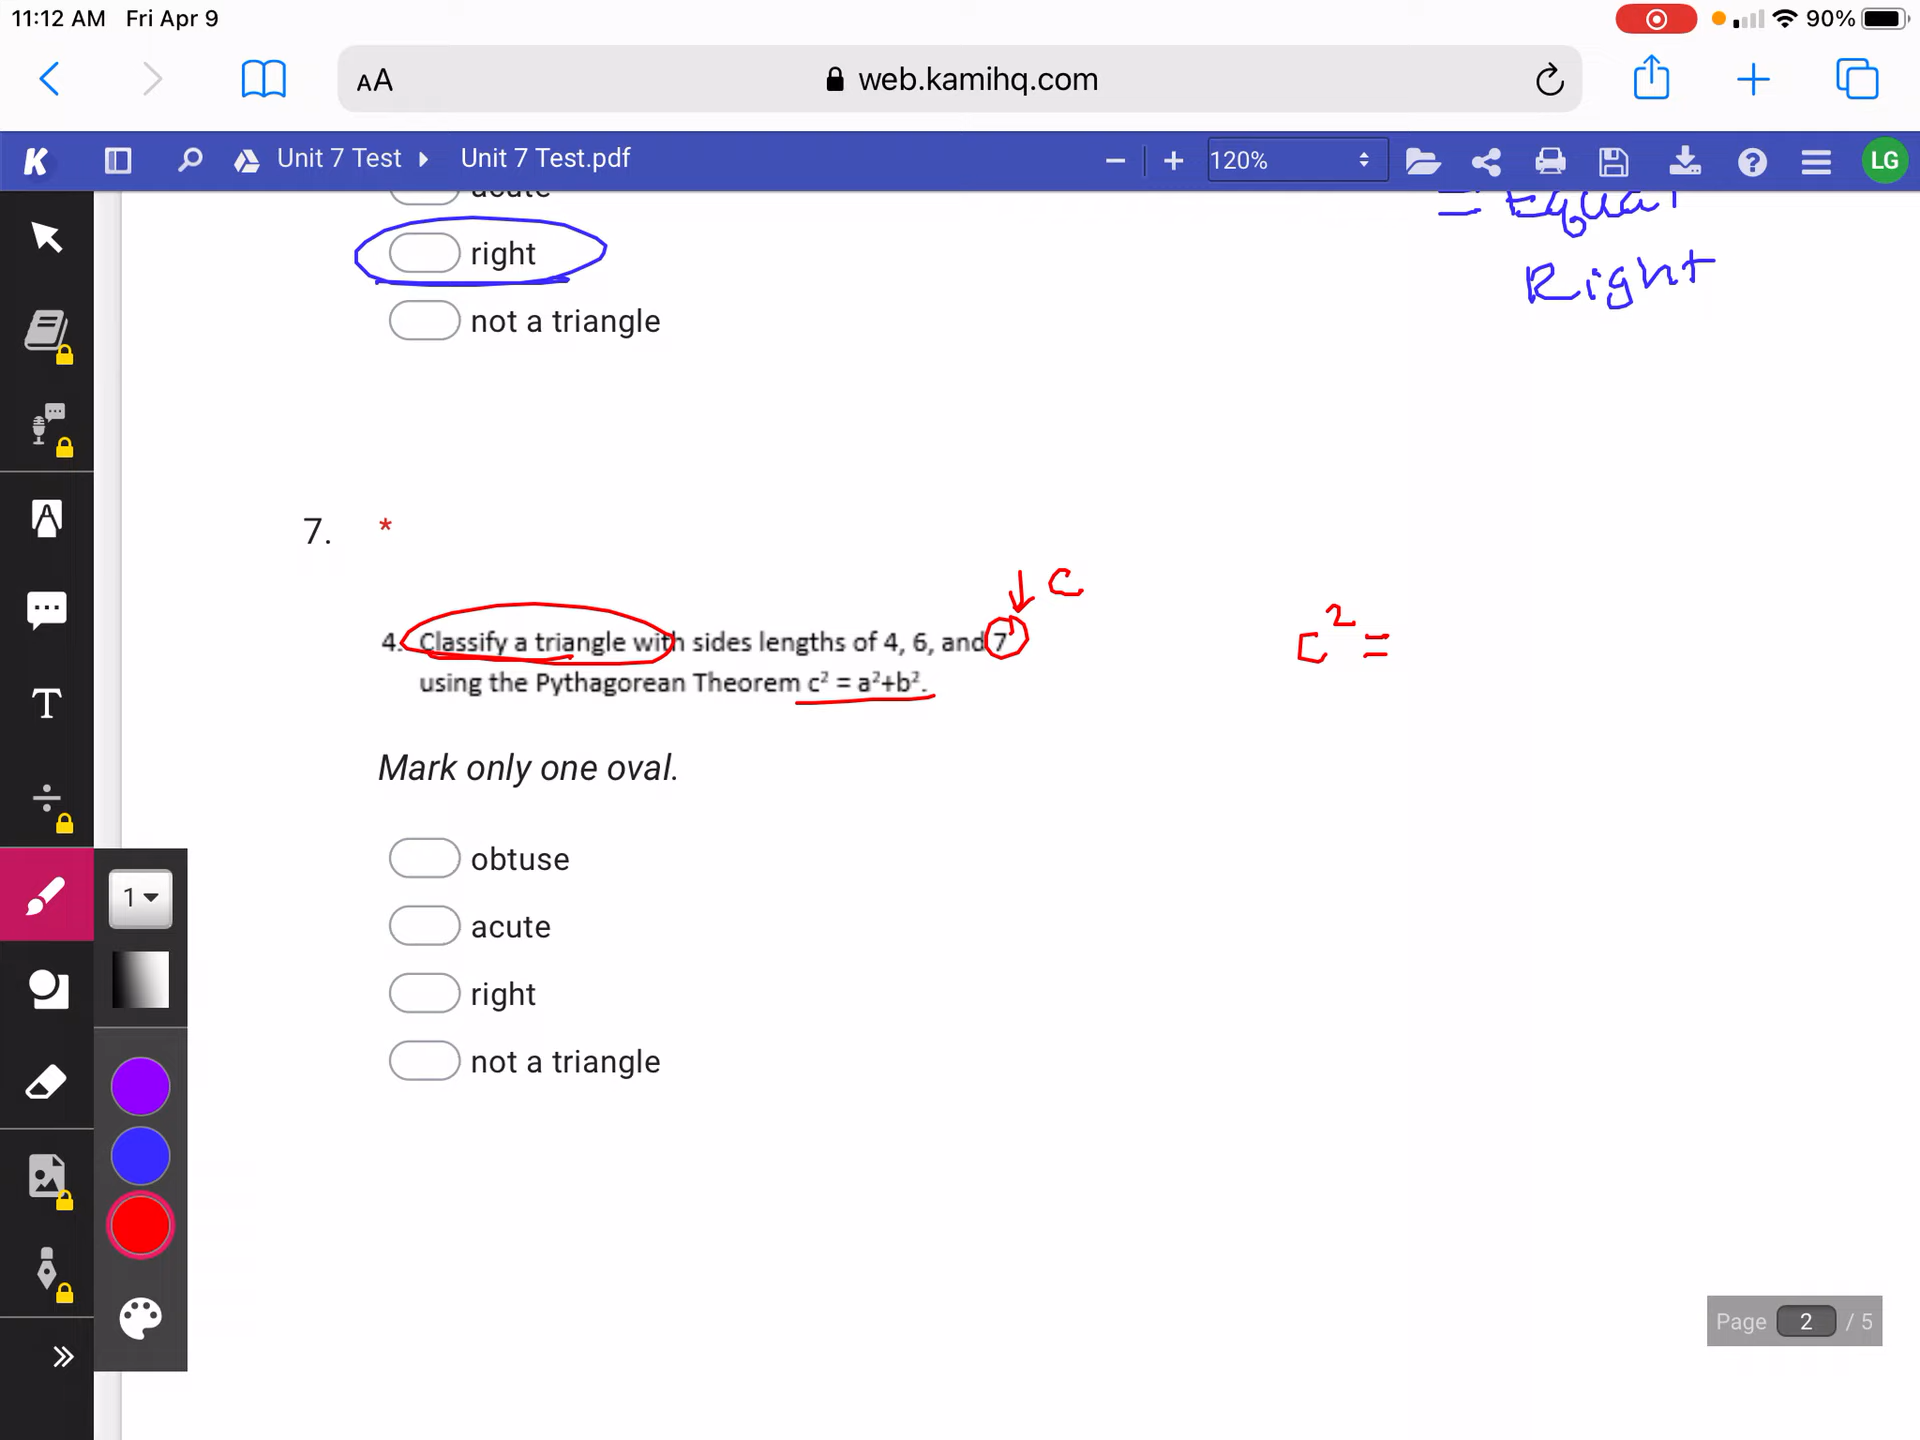 11:12 AM Fri Apr 9
90%
AA web.kamihq.com
K Unit 7 Test Unit 7 Test.pdf 120% LG
acute
= Equal
right
Right
not a triangle
7. *
c
4. Classify a triangle with sides lengths of 4, 6, and 7
c² =
using the Pythagorean Theorem c² = a²+b².
Mark only one oval.
obtuse
1
acute
right
not a triangle
Page 2 / 5